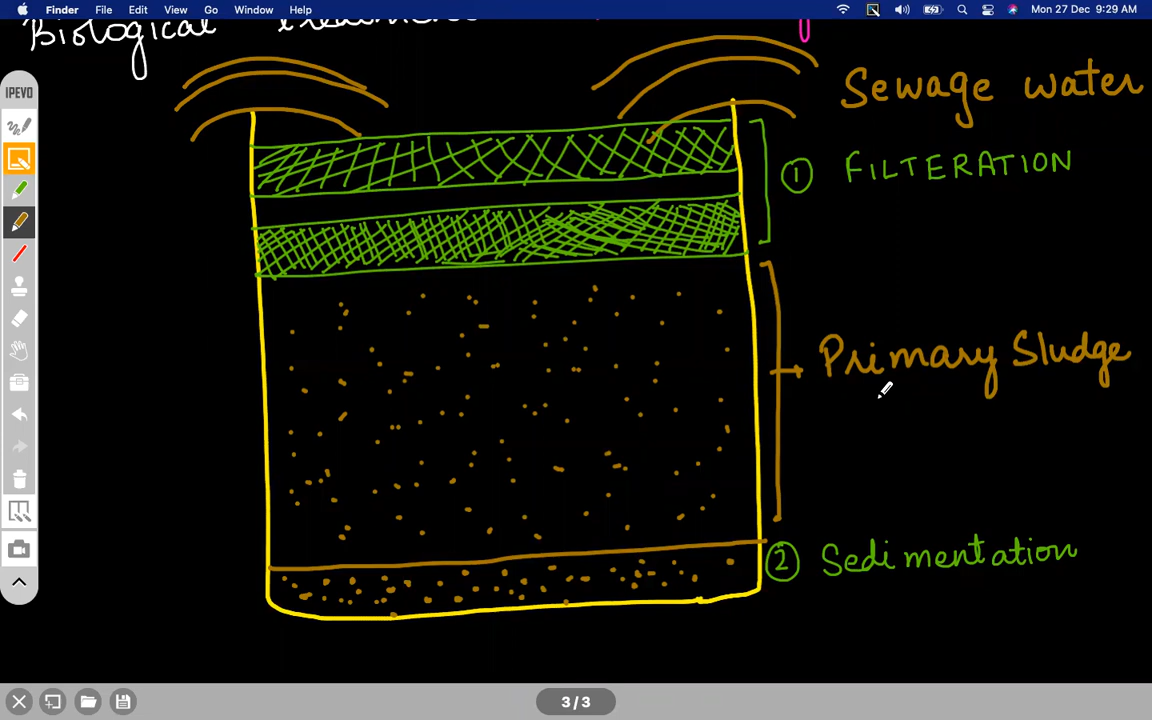 Finder File Edit View Go Window Help Mon 27 Dec 9:29 AM
Biological
Sewage water
IPEVO
① FILTERATION
Primary Sludge
② Sedimentation
3/3